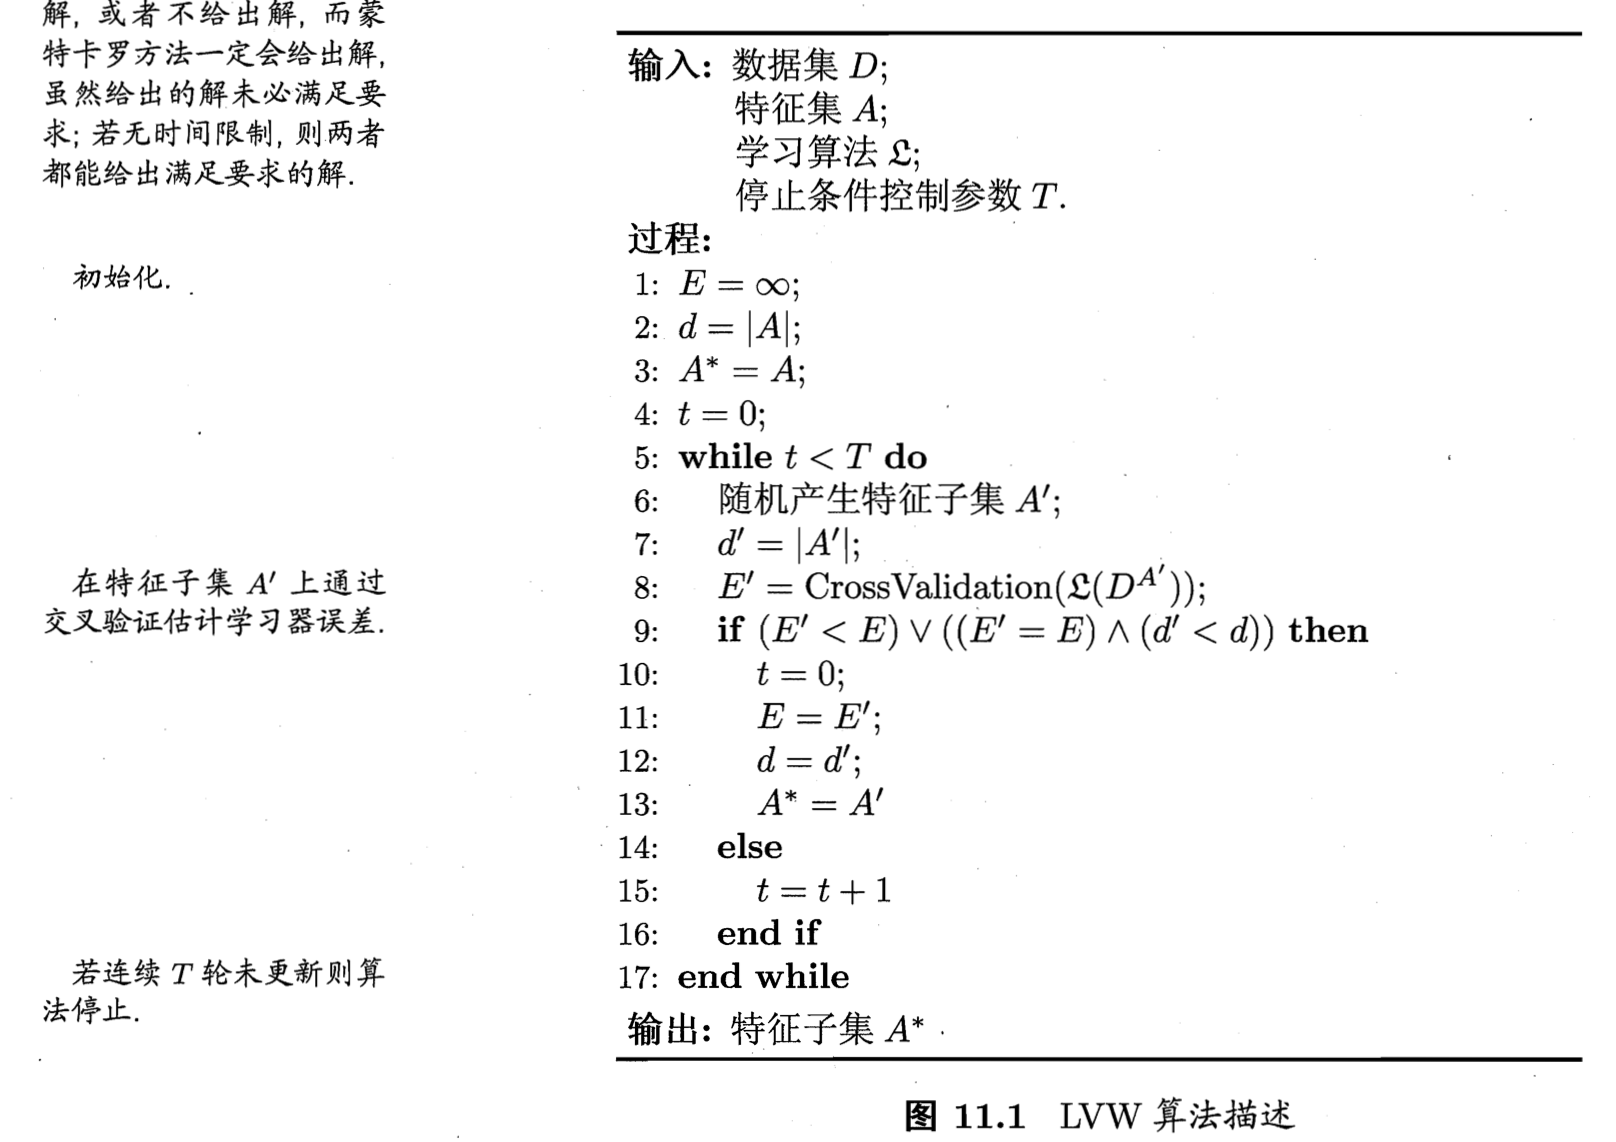 解, 或者不给出解, 而蒙
特卡罗方法一定会给出解,
虽然给出的解未必满足要
求; 若无时间限制, 则两者
都能给出满足要求的解.
初始化.
在特征子集 A′ 上通过
交叉验证估计学习器误差.
若连续 T 轮未更新则算
法停止.
输入: 数据集 D;
特征集 A;
学习算法 𝔏;
停止条件控制参数 T.
过程:
1: E = ∞;
2: d = |A|;
3: A* = A;
4: t = 0;
5: while t < T do
6: 随机产生特征子集 A′;
7: d′ = |A′|;
8: E′ = CrossValidation(𝔏(D^{A′}));
9: if (E′ < E) ∨ ((E′ = E) ∧ (d′ < d)) then
10: t = 0;
11: E = E′;
12: d = d′;
13: A* = A′
14: else
15: t = t + 1
16: end if
17: end while
输出: 特征子集 A*
图 11.1 LVW 算法描述